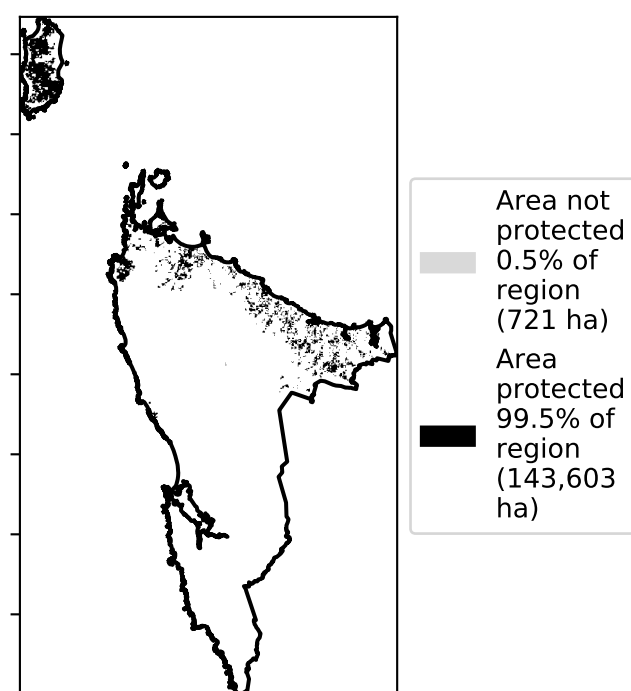 Area not
protected
0.5% of
region
(721 ha)
Area
protected
99.5% of
region
(143,603
ha)